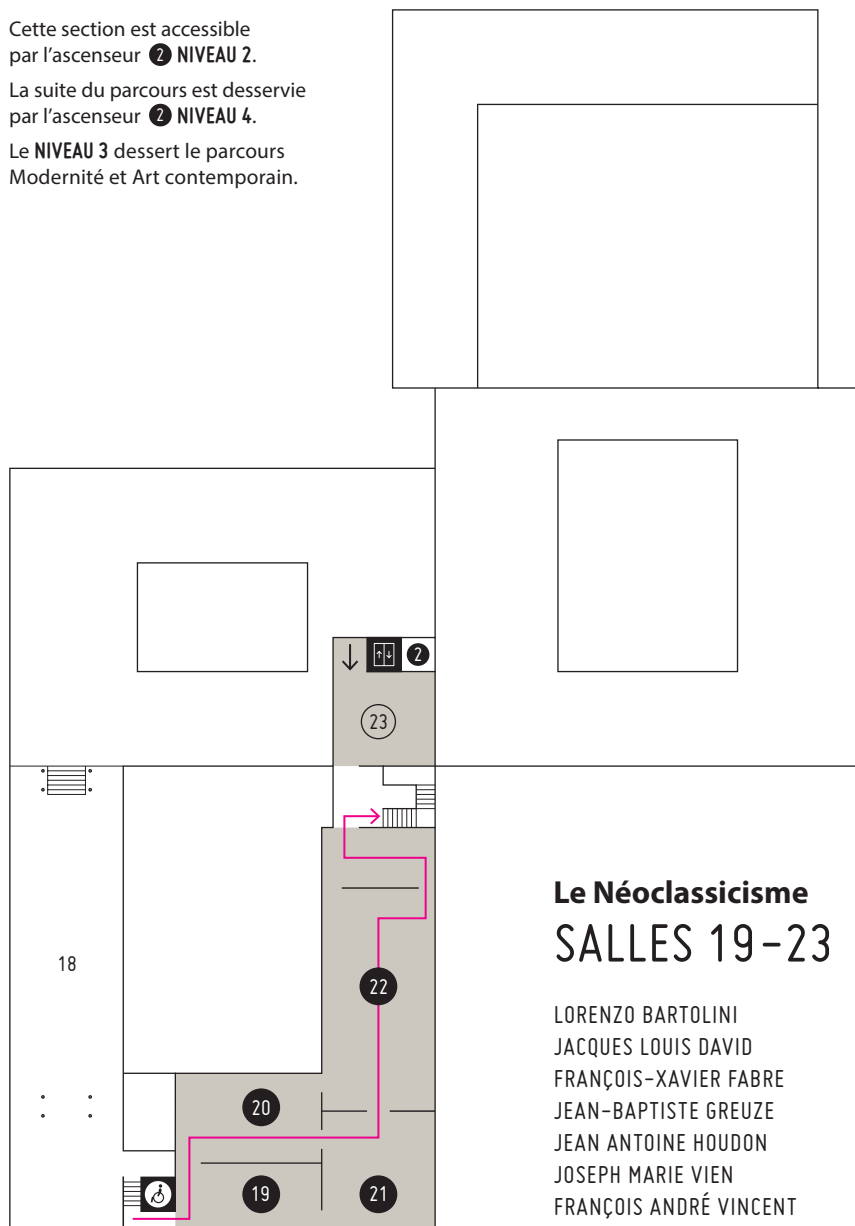 Cette section est accessible
par l'ascenseur 2 NIVEAU 2.
La suite du parcours est desservie
par l'ascenseur 2 NIVEAU 4.
Le NIVEAU 3 dessert le parcours
Modernité et Art contemporain.
2
23
18
22
20
19
21
Le Néoclassicisme
SALLES 19-23
LORENZO BARTOLINI
JACQUES LOUIS DAVID
FRANÇOIS-XAVIER FABRE
JEAN-BAPTISTE GREUZE
JEAN ANTOINE HOUDON
JOSEPH MARIE VIEN
FRANÇOIS ANDRÉ VINCENT